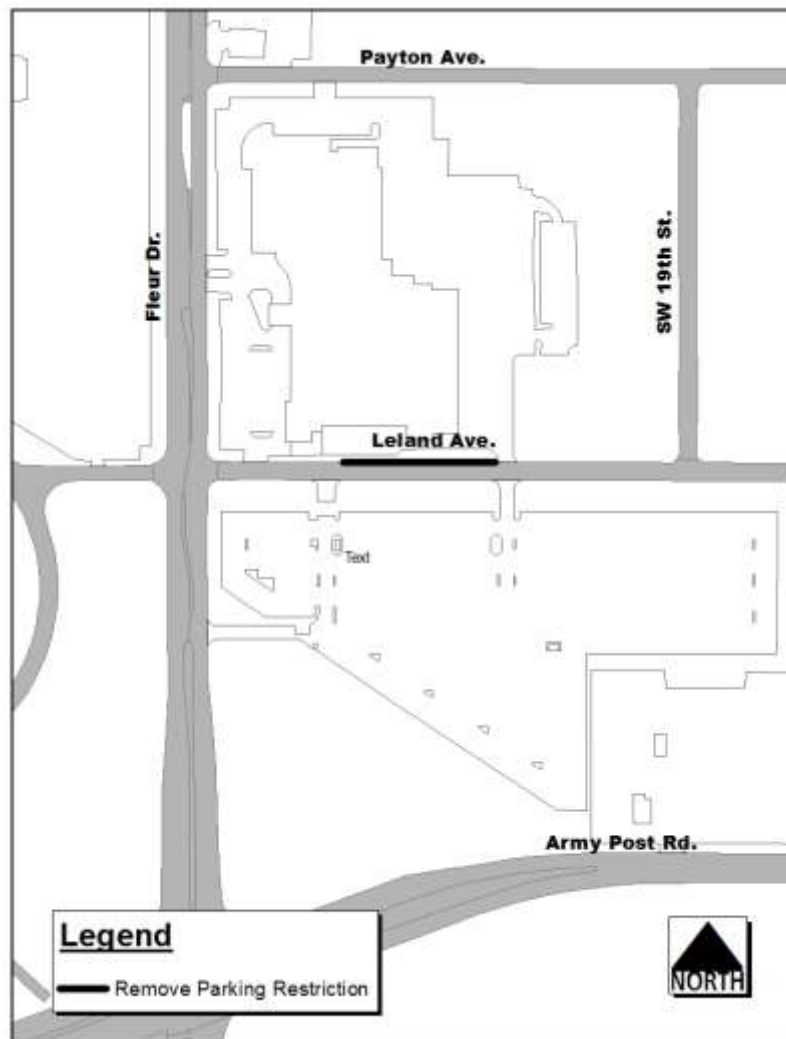 Payton Ave.
Fleur Dr.
SW 19th St.
Leland Ave.
Text
Army Post Rd.
Legend
Remove Parking Restriction
NORTH